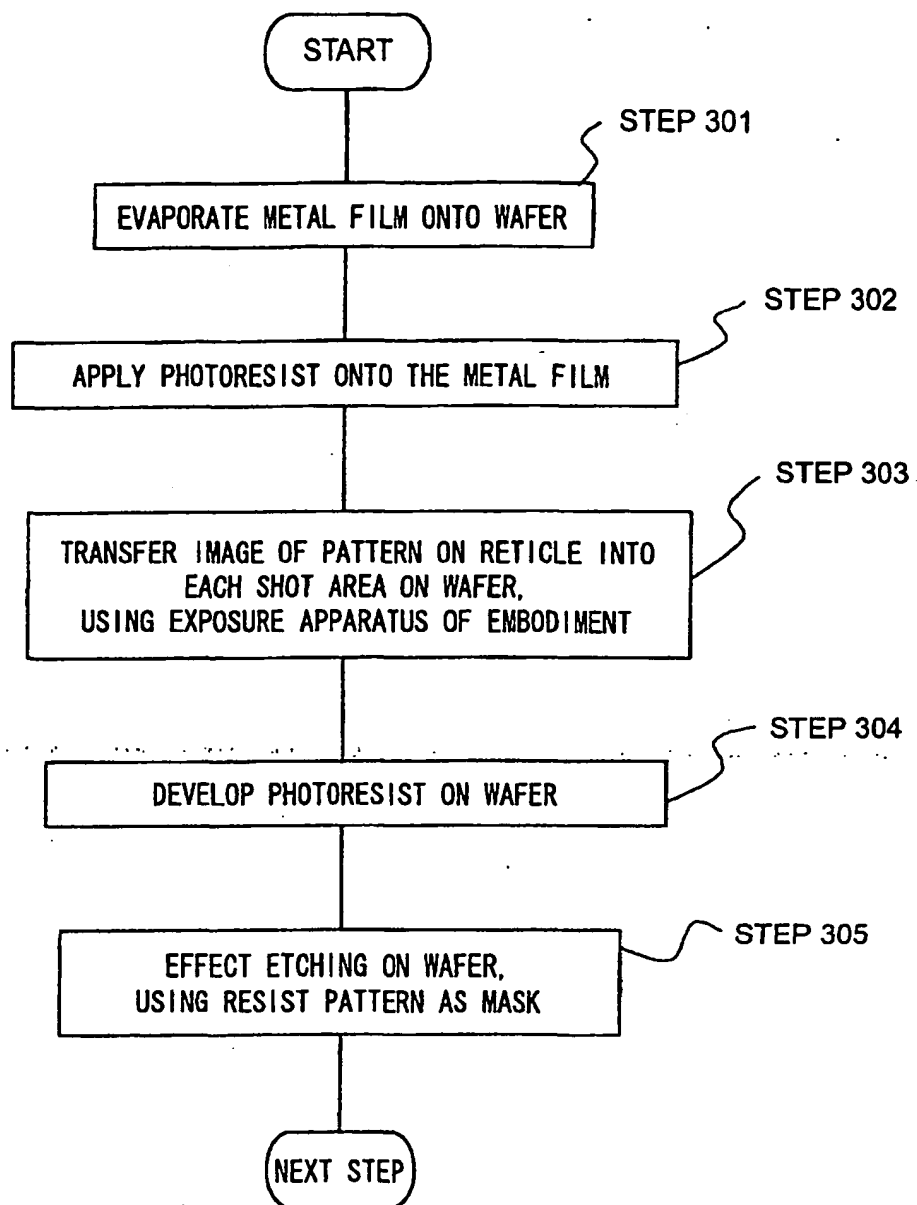 START
STEP 301
EVAPORATE METAL FILM ONTO WAFER
STEP 302
APPLY PHOTORESIST ONTO THE METAL FILM
STEP 303
TRANSFER IMAGE OF PATTERN ON RETICLE INTO
EACH SHOT AREA ON WAFER,
USING EXPOSURE APPARATUS OF EMBODIMENT
STEP 304
DEVELOP PHOTORESIST ON WAFER
STEP 305
EFFECT ETCHING ON WAFER,
USING RESIST PATTERN AS MASK
NEXT STEP